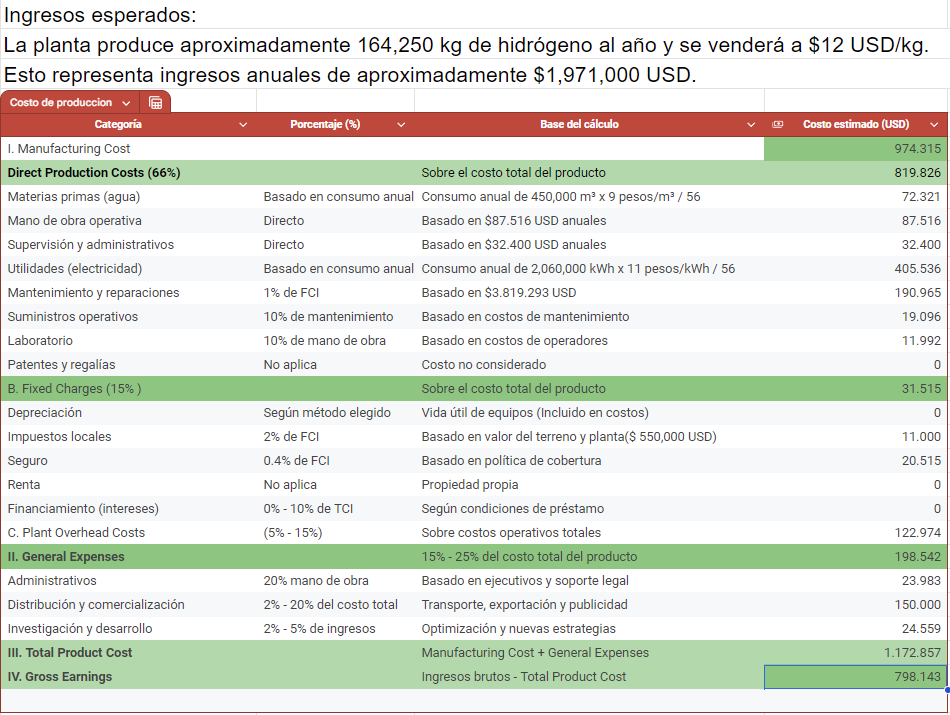 Ingresos esperados:
La planta produce aproximadamente 164,250 kg de hidrógeno al año y se venderá a $12 USD/kg.
Esto representa ingresos anuales de aproximadamente $1,971,000 USD.
Costo de produccion
Categoría Porcentaje (%) Base del cálculo Costo estimado (USD)
I. Manufacturing Cost 974.315
Direct Production Costs (66%) Sobre el costo total del producto 819.826
Materias primas (agua) Basado en consumo anual Consumo anual de 450,000 m³ x 9 pesos/m³ / 56 72.321
Mano de obra operativa Directo Basado en $87.516 USD anuales 87.516
Supervisión y administrativos Directo Basado en $32.400 USD anuales 32.400
Utilidades (electricidad) Basado en consumo anual Consumo anual de 2,060,000 kWh x 11 pesos/kWh / 56 405.536
Mantenimiento y reparaciones 1% de FCI Basado en $3.819.293 USD 190.965
Suministros operativos 10% de mantenimiento Basado en costos de mantenimiento 19.096
Laboratorio 10% de mano de obra Basado en costos de operadores 11.992
Patentes y regalías No aplica Costo no considerado 0
B. Fixed Charges (15% ) Sobre el costo total del producto 31.515
Depreciación Según método elegido Vida útil de equipos (Incluido en costos) 0
Impuestos locales 2% de FCI Basado en valor del terreno y planta($ 550,000 USD) 11.000
Seguro 0.4% de FCI Basado en política de cobertura 20.515
Renta No aplica Propiedad propia 0
Financiamiento (intereses) 0% - 10% de TCI Según condiciones de préstamo 0
C. Plant Overhead Costs (5% - 15%) Sobre costos operativos totales 122.974
II. General Expenses 15% - 25% del costo total del producto 198.542
Administrativos 20% mano de obra Basado en ejecutivos y soporte legal 23.983
Distribución y comercialización 2% - 20% del costo total Transporte, exportación y publicidad 150.000
Investigación y desarrollo 2% - 5% de ingresos Optimización y nuevas estrategias 24.559
III. Total Product Cost Manufacturing Cost + General Expenses 1.172.857
IV. Gross Earnings Ingresos brutos - Total Product Cost 798.143